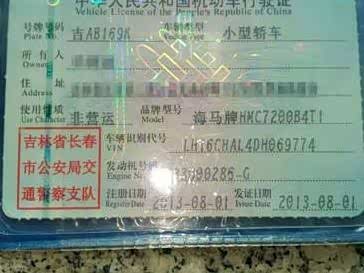 中华人民共和国机动车行驶证
Vehicle License of the People's Republic of China
号牌号码 吉AB169K 车辆类型 小型轿车
Plate No. Vehicle Type
所有人
Owner
住址
Address
使用性质 非营运 品牌型号 海马牌HMC7200B4T1
Use Character Model
吉林省长春
市公安局交
通警察支队
车辆识别代号 LH16CHAL4DH069774
VIN
发动机号码 90286-G
Engine No.
注册日期 2013-08-01 发证日期 2013-08-01
Register Date Issue Date